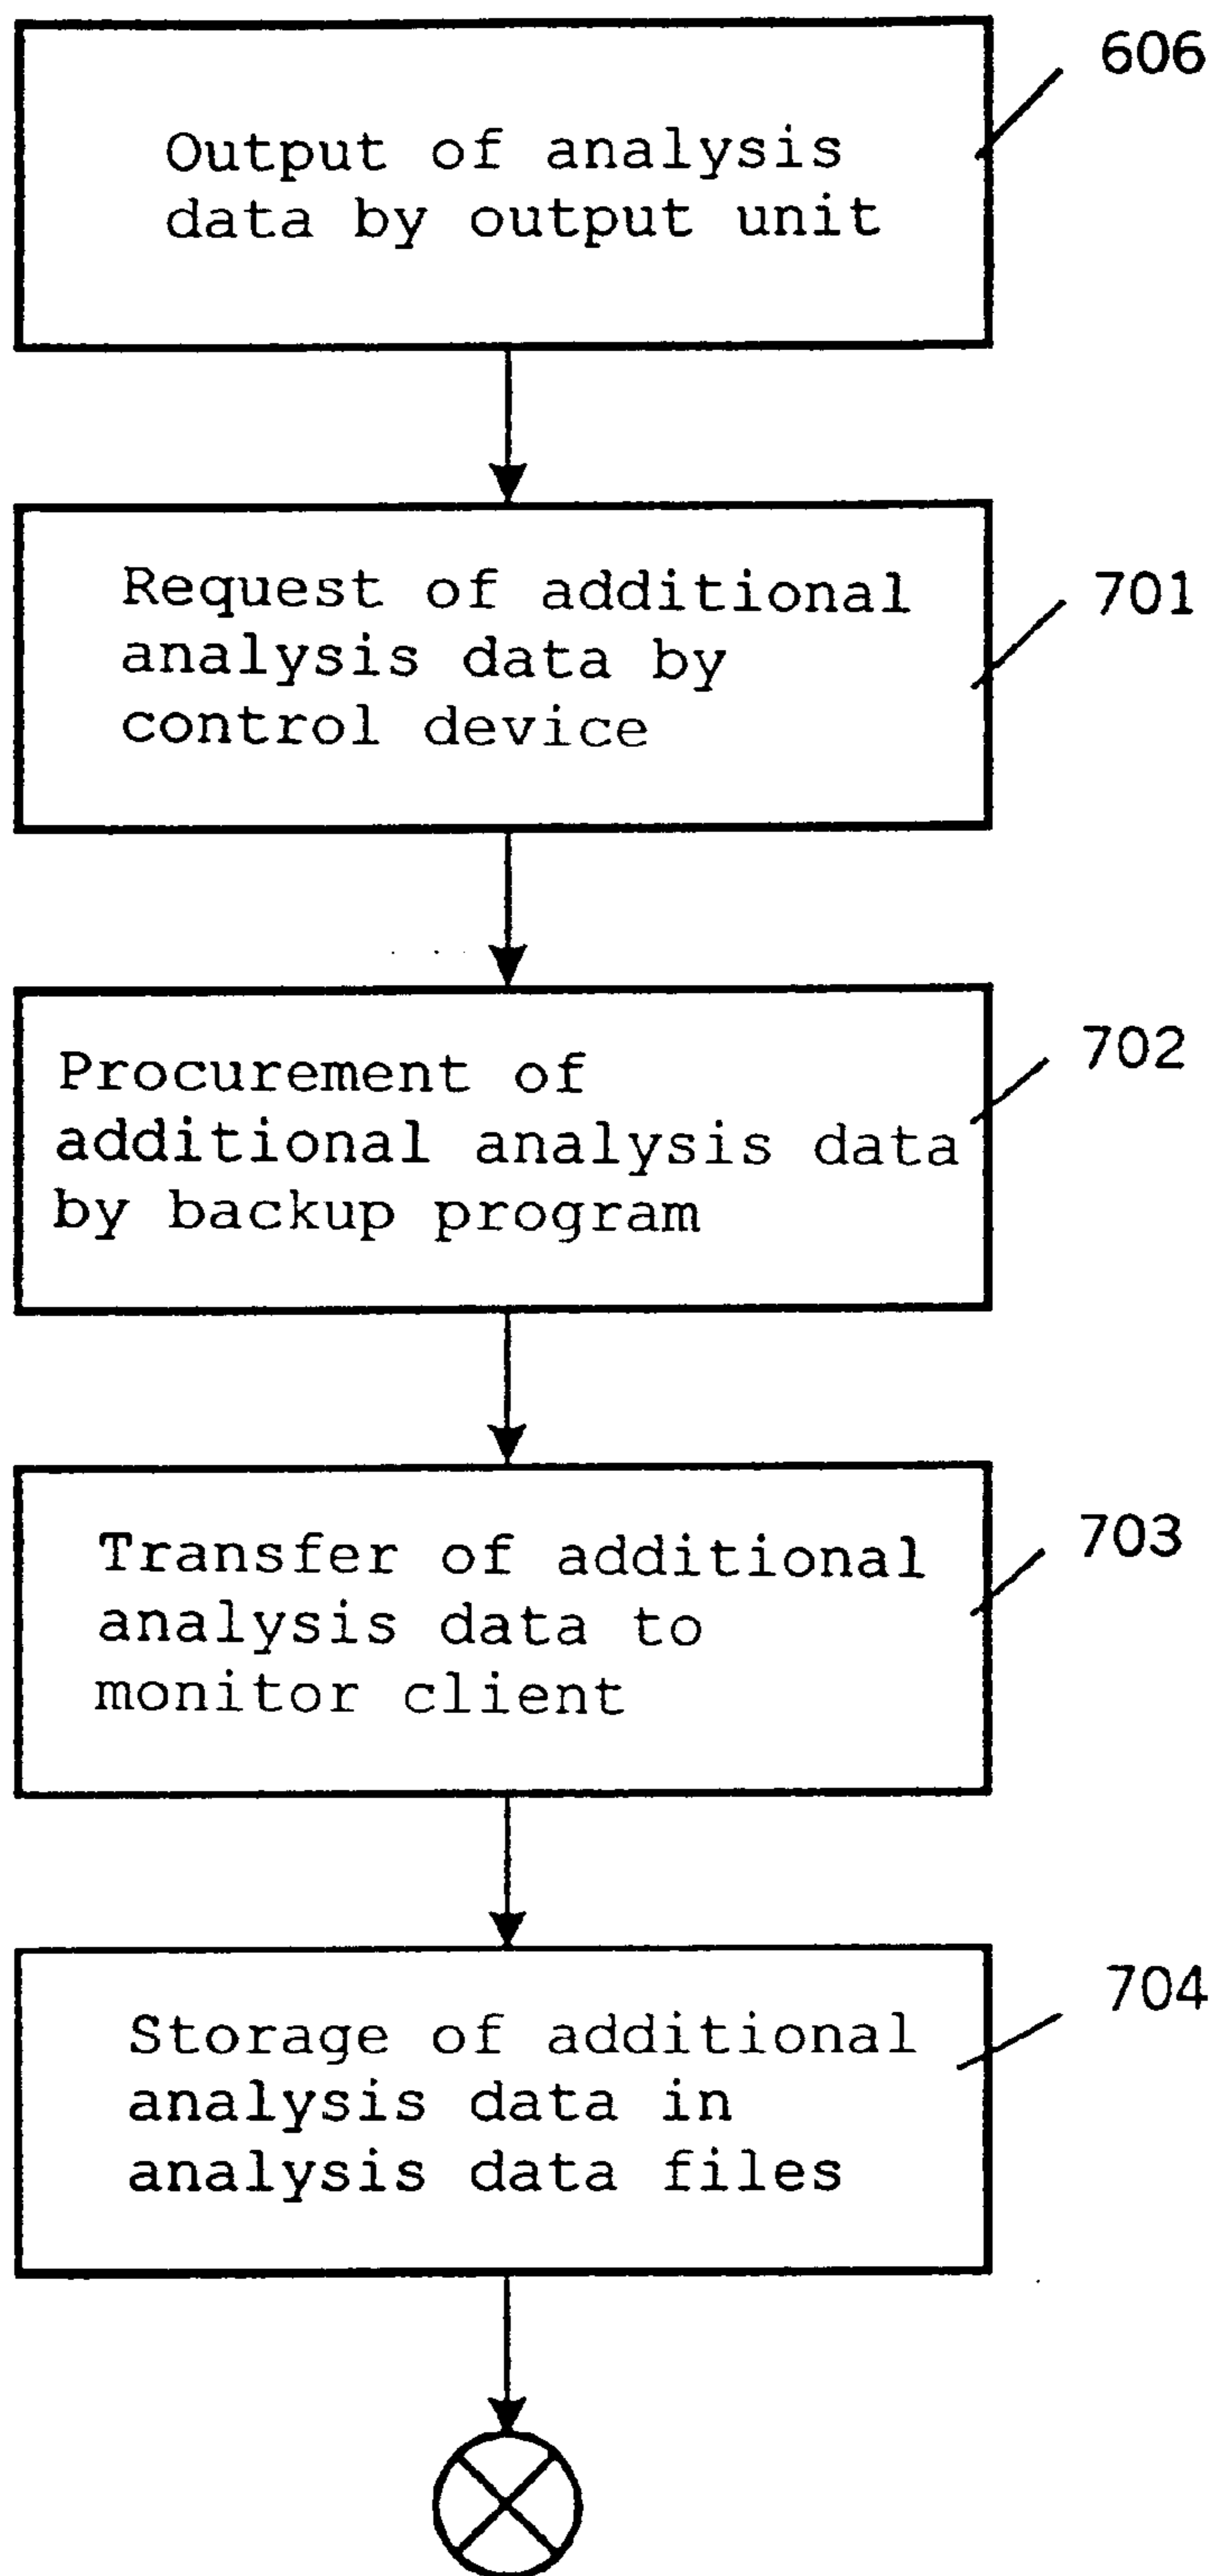 606
Output of analysis
data by output unit
701
Request of additional
analysis data by
control device
702
Procurement of
additional analysis data
by backup program
703
Transfer of additional
analysis data to
monitor client
704
Storage of additional
analysis data in
analysis data files